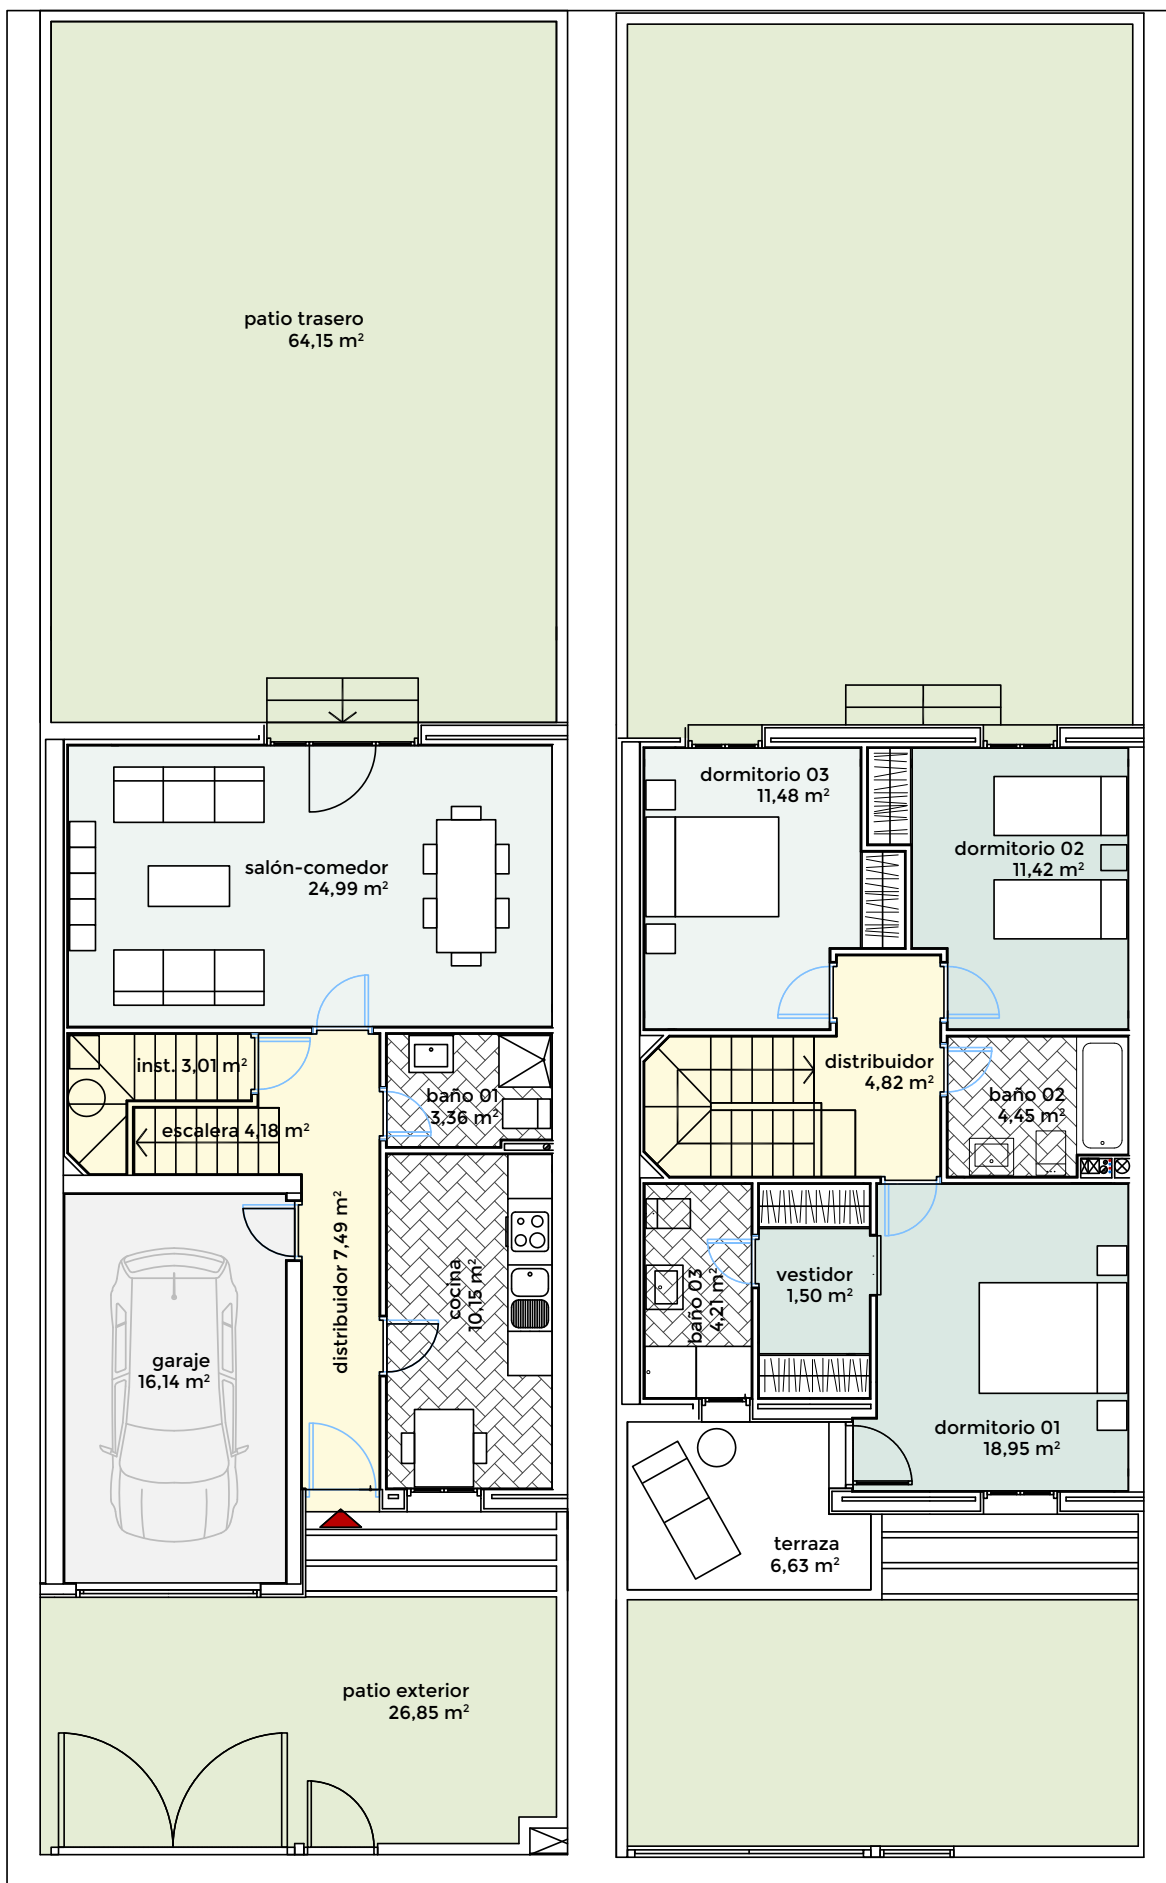 patio trasero
64,15 m²
salón-comedor
24,99 m²
inst. 3,01 m²
escalera 4,18 m²
baño 01
3,36 m²
distribuidor 7,49 m²
cocina
10,15 m²
garaje
16,14 m²
patio exterior
26,85 m²
dormitorio 03
11,48 m²
dormitorio 02
11,42 m²
distribuidor
4,82 m²
baño 02
4,45 m²
baño 03
4,21 m²
vestidor
1,50 m²
dormitorio 01
18,95 m²
terraza
6,63 m²